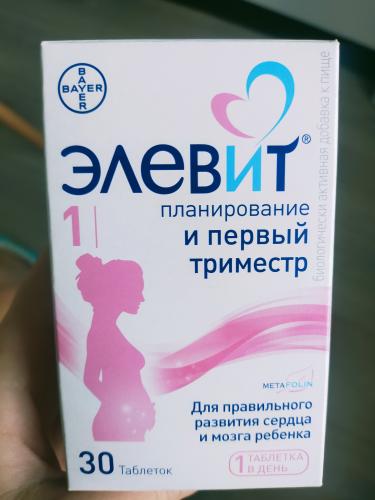 BAYER
BAYER
ЭЛЕВИТ®
1
планирование
и первый
триместр
биологически активная добавка к пище
METAFOLIN
Для правильного
развития сердца
и мозга ребенка
30 Таблеток
1 ТАБЛЕТКА
В ДЕНЬ